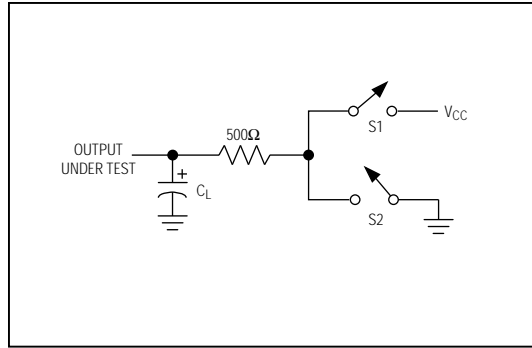 500Ω
S1
V_CC
OUTPUT
UNDER TEST
+
C_L
S2